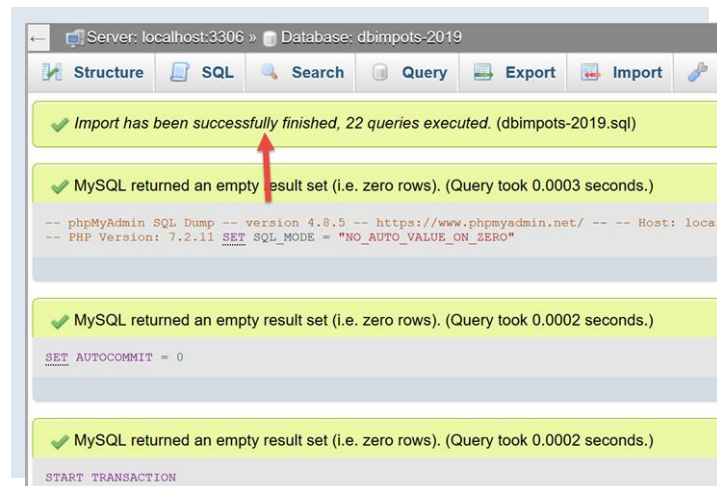 ← Server: localhost:3306 » Database: dbimpots-2019
Structure SQL Search Query Export Import
Import has been successfully finished, 22 queries executed. (dbimpots-2019.sql)
MySQL returned an empty result set (i.e. zero rows). (Query took 0.0003 seconds.)
-- phpMyAdmin SQL Dump -- version 4.8.5 -- https://www.phpmyadmin.net/ -- -- Host: loca
-- PHP Version: 7.2.11 SET SQL_MODE = "NO_AUTO_VALUE_ON_ZERO"
MySQL returned an empty result set (i.e. zero rows). (Query took 0.0002 seconds.)
SET AUTOCOMMIT = 0
MySQL returned an empty result set (i.e. zero rows). (Query took 0.0002 seconds.)
START TRANSACTION